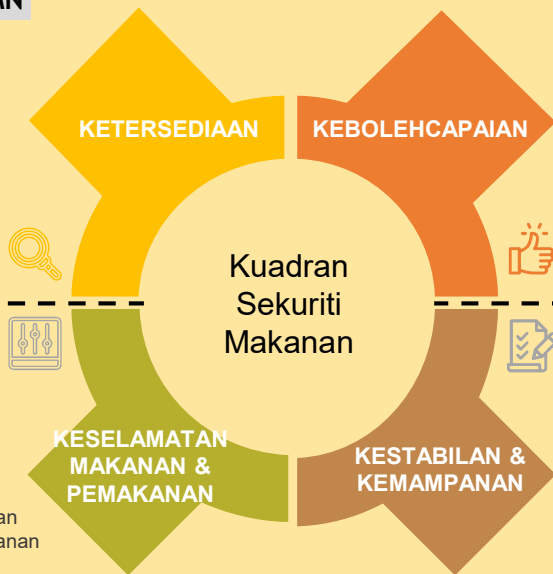 AN
KETERSEDIAAN
KEBOLEHCAPAIAN
Kuadran
Sekuriti
Makanan
KESELAMATAN
MAKANAN &
PEMAKANAN
KESTABILAN &
KEMAMPANAN
an
anan